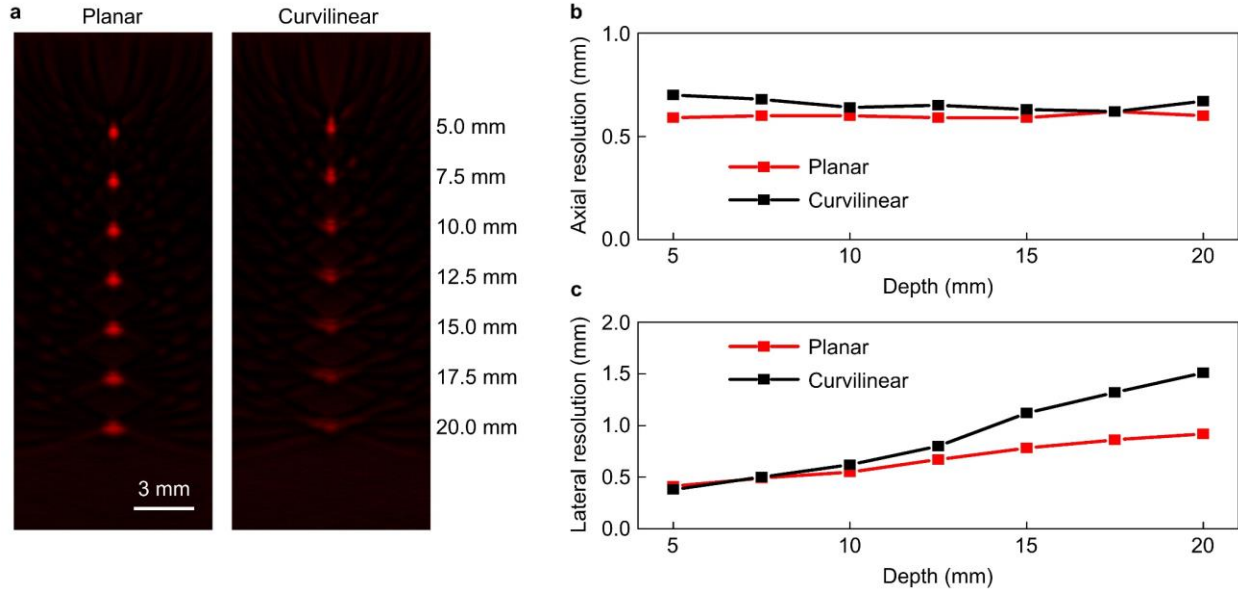 a
Planar
Curvilinear
5.0 mm
7.5 mm
10.0 mm
12.5 mm
15.0 mm
17.5 mm
20.0 mm
3 mm
b
Axial resolution (mm)
1.0
0.5
0.0
Planar
Curvilinear
5
10
15
20
Depth (mm)
c
Lateral resolution (mm)
2.0
1.5
1.0
0.5
0.0
Planar
Curvilinear
5
10
15
20
Depth (mm)